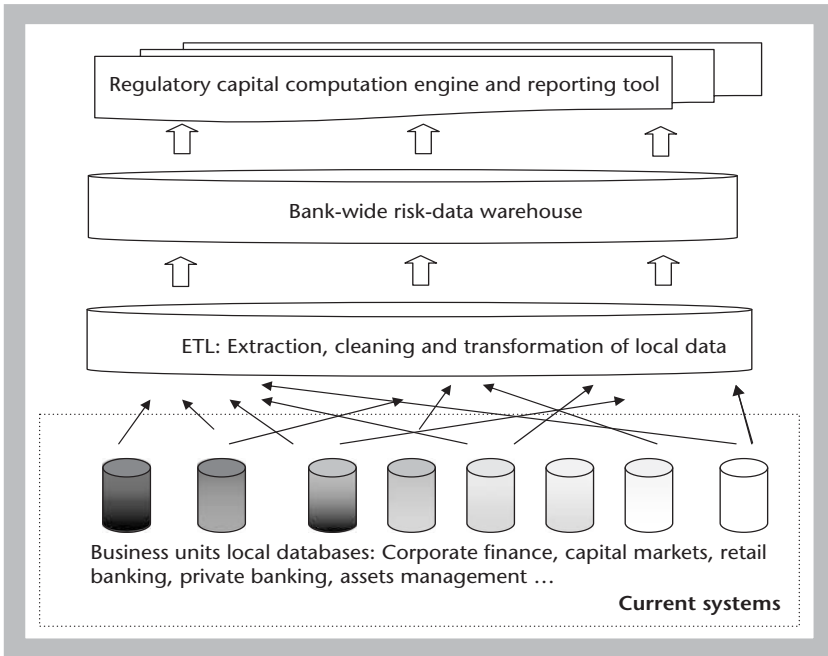 Regulatory capital computation engine and reporting tool
Bank-wide risk-data warehouse
ETL: Extraction, cleaning and transformation of local data
Business units local databases: Corporate finance, capital markets, retail
banking, private banking, assets management …
Current systems